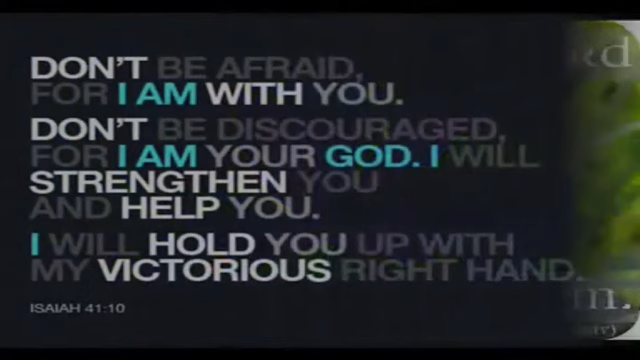 DON'T BE AFRAID,
FOR I AM WITH YOU.
DON'T BE DISCOURAGED,
FOR I AM YOUR GOD. I WILL
STRENGTHEN YOU
AND HELP YOU.
I WILL HOLD YOU UP WITH
MY VICTORIOUS RIGHT HAND.
ISAIAH 41:10